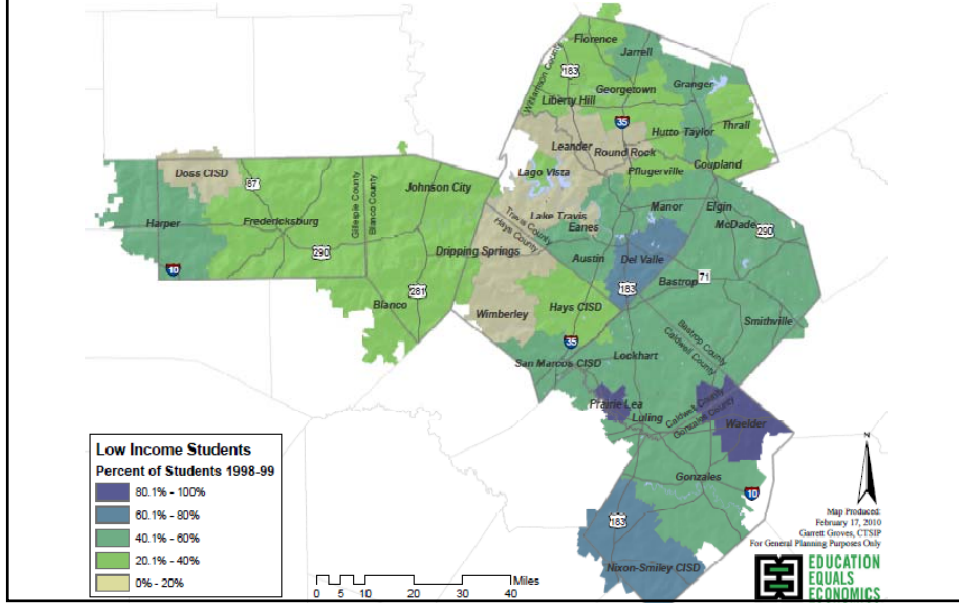 Florence
Jarrell
Williamson County
183
Granger
Georgetown
Liberty Hill
35
Hutto
Taylor
Thrall
Leander
Round Rock
Coupland
Doss CISD
Lago Vista
Pflugerville
87
Johnson City
Gillespie County
Blanco County
Manor
Elgin
Lake Travis
Harper
Fredericksburg
Travis County
Hays County
Eanes
McDade
290
290
Dripping Springs
Austin
Del Valle
10
71
183
Bastrop
281
Blanco
Wimberley
Hays CISD
Smithville
35
Bastrop County
Caldwell County
San Marcos CISD
Lockhart
Prairie Lea
Caldwell County
Gonzales County
Luling
Waelder
Low Income Students
Percent of Students 1998-99
80.1% - 100%
60.1% - 80%
40.1% - 60%
20.1% - 40%
0% - 20%
Gonzales
10
183
Nixon-Smiley CISD
N
Map Produced:
February 17, 2010
Garrett Groves, CTSIP
For General Planning Purposes Only
EDUCATION
EQUALS
ECONOMICS
Miles
0 5 10 20 30 40